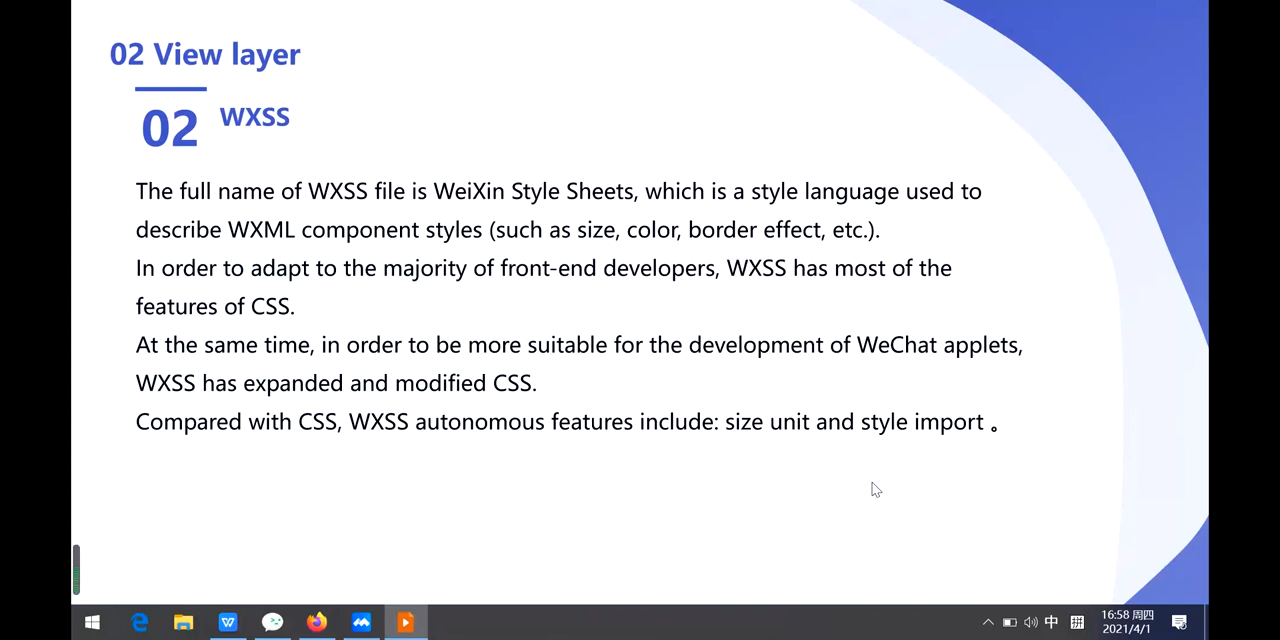 02 View layer
02 WXSS
The full name of WXSS file is WeiXin Style Sheets, which is a style language used to
describe WXML component styles (such as size, color, border effect, etc.).
In order to adapt to the majority of front-end developers, WXSS has most of the
features of CSS.
At the same time, in order to be more suitable for the development of WeChat applets,
WXSS has expanded and modified CSS.
Compared with CSS, WXSS autonomous features include: size unit and style import 。
中 拼 16:58 周四
2021/4/1